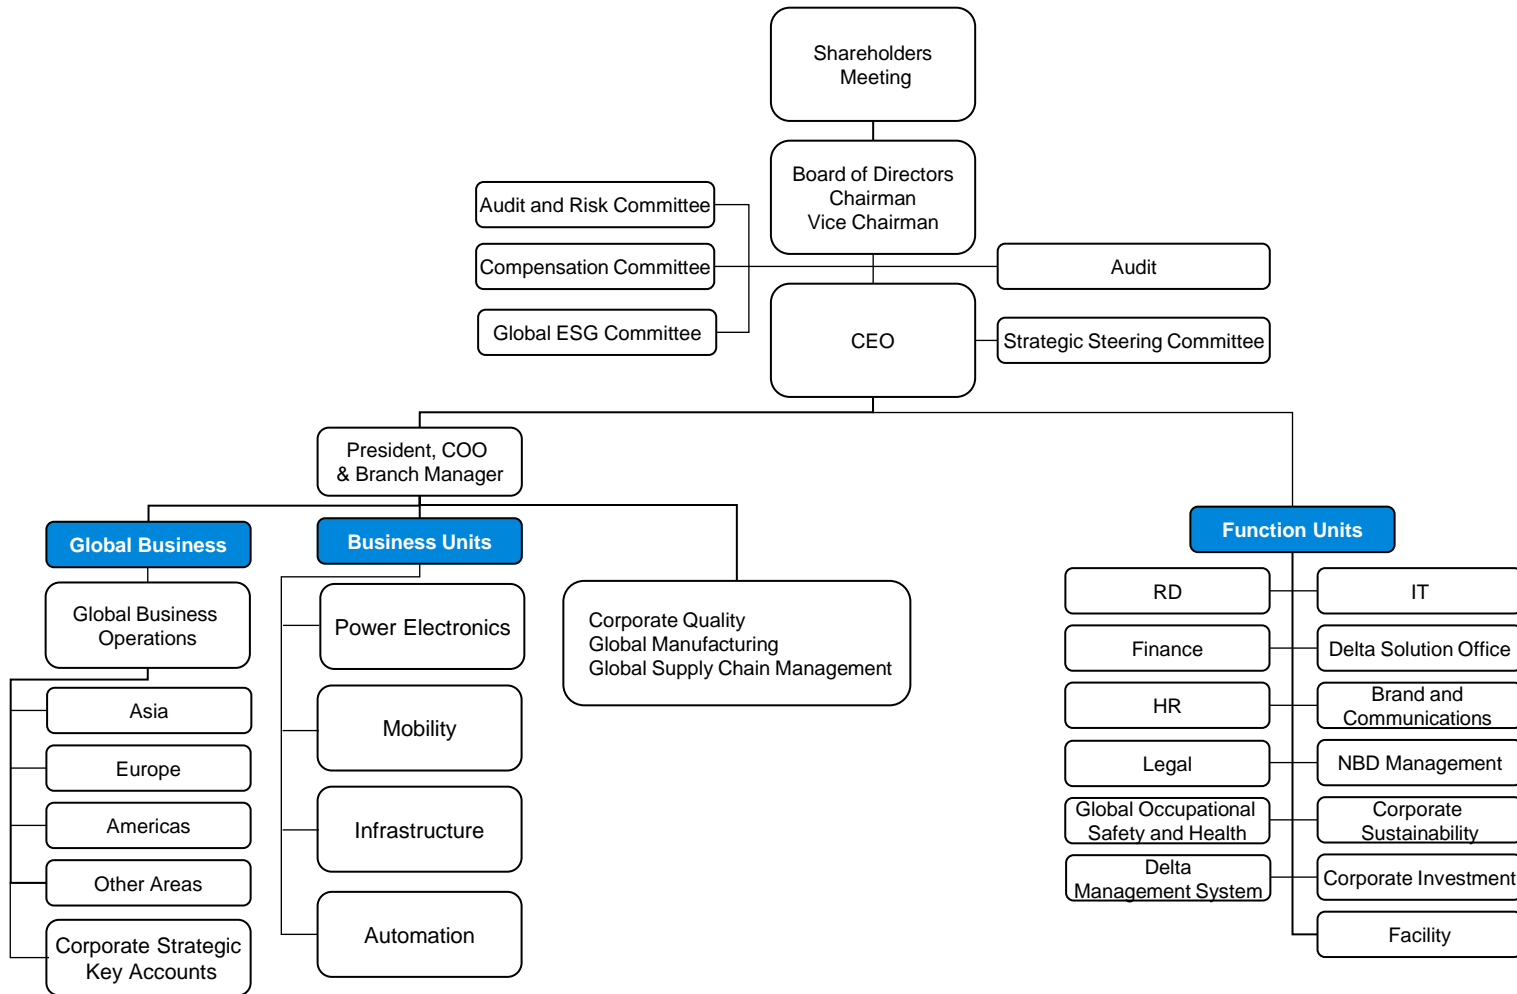 Shareholders
Meeting
Board of Directors
Chairman
Vice Chairman
Audit and Risk Committee
Compensation Committee
Global ESG Committee
Audit
CEO
Strategic Steering Committee
President, COO
& Branch Manager
Global Business
Business Units
Function Units
Global Business
Operations
Asia
Europe
Americas
Other Areas
Corporate Strategic
Key Accounts
Power Electronics
Mobility
Infrastructure
Automation
Corporate Quality
Global Manufacturing
Global Supply Chain Management
RD
IT
Finance
Delta Solution Office
HR
Brand and
Communications
Legal
NBD Management
Global Occupational
Safety and Health
Corporate
Sustainability
Delta
Management System
Corporate Investment
Facility